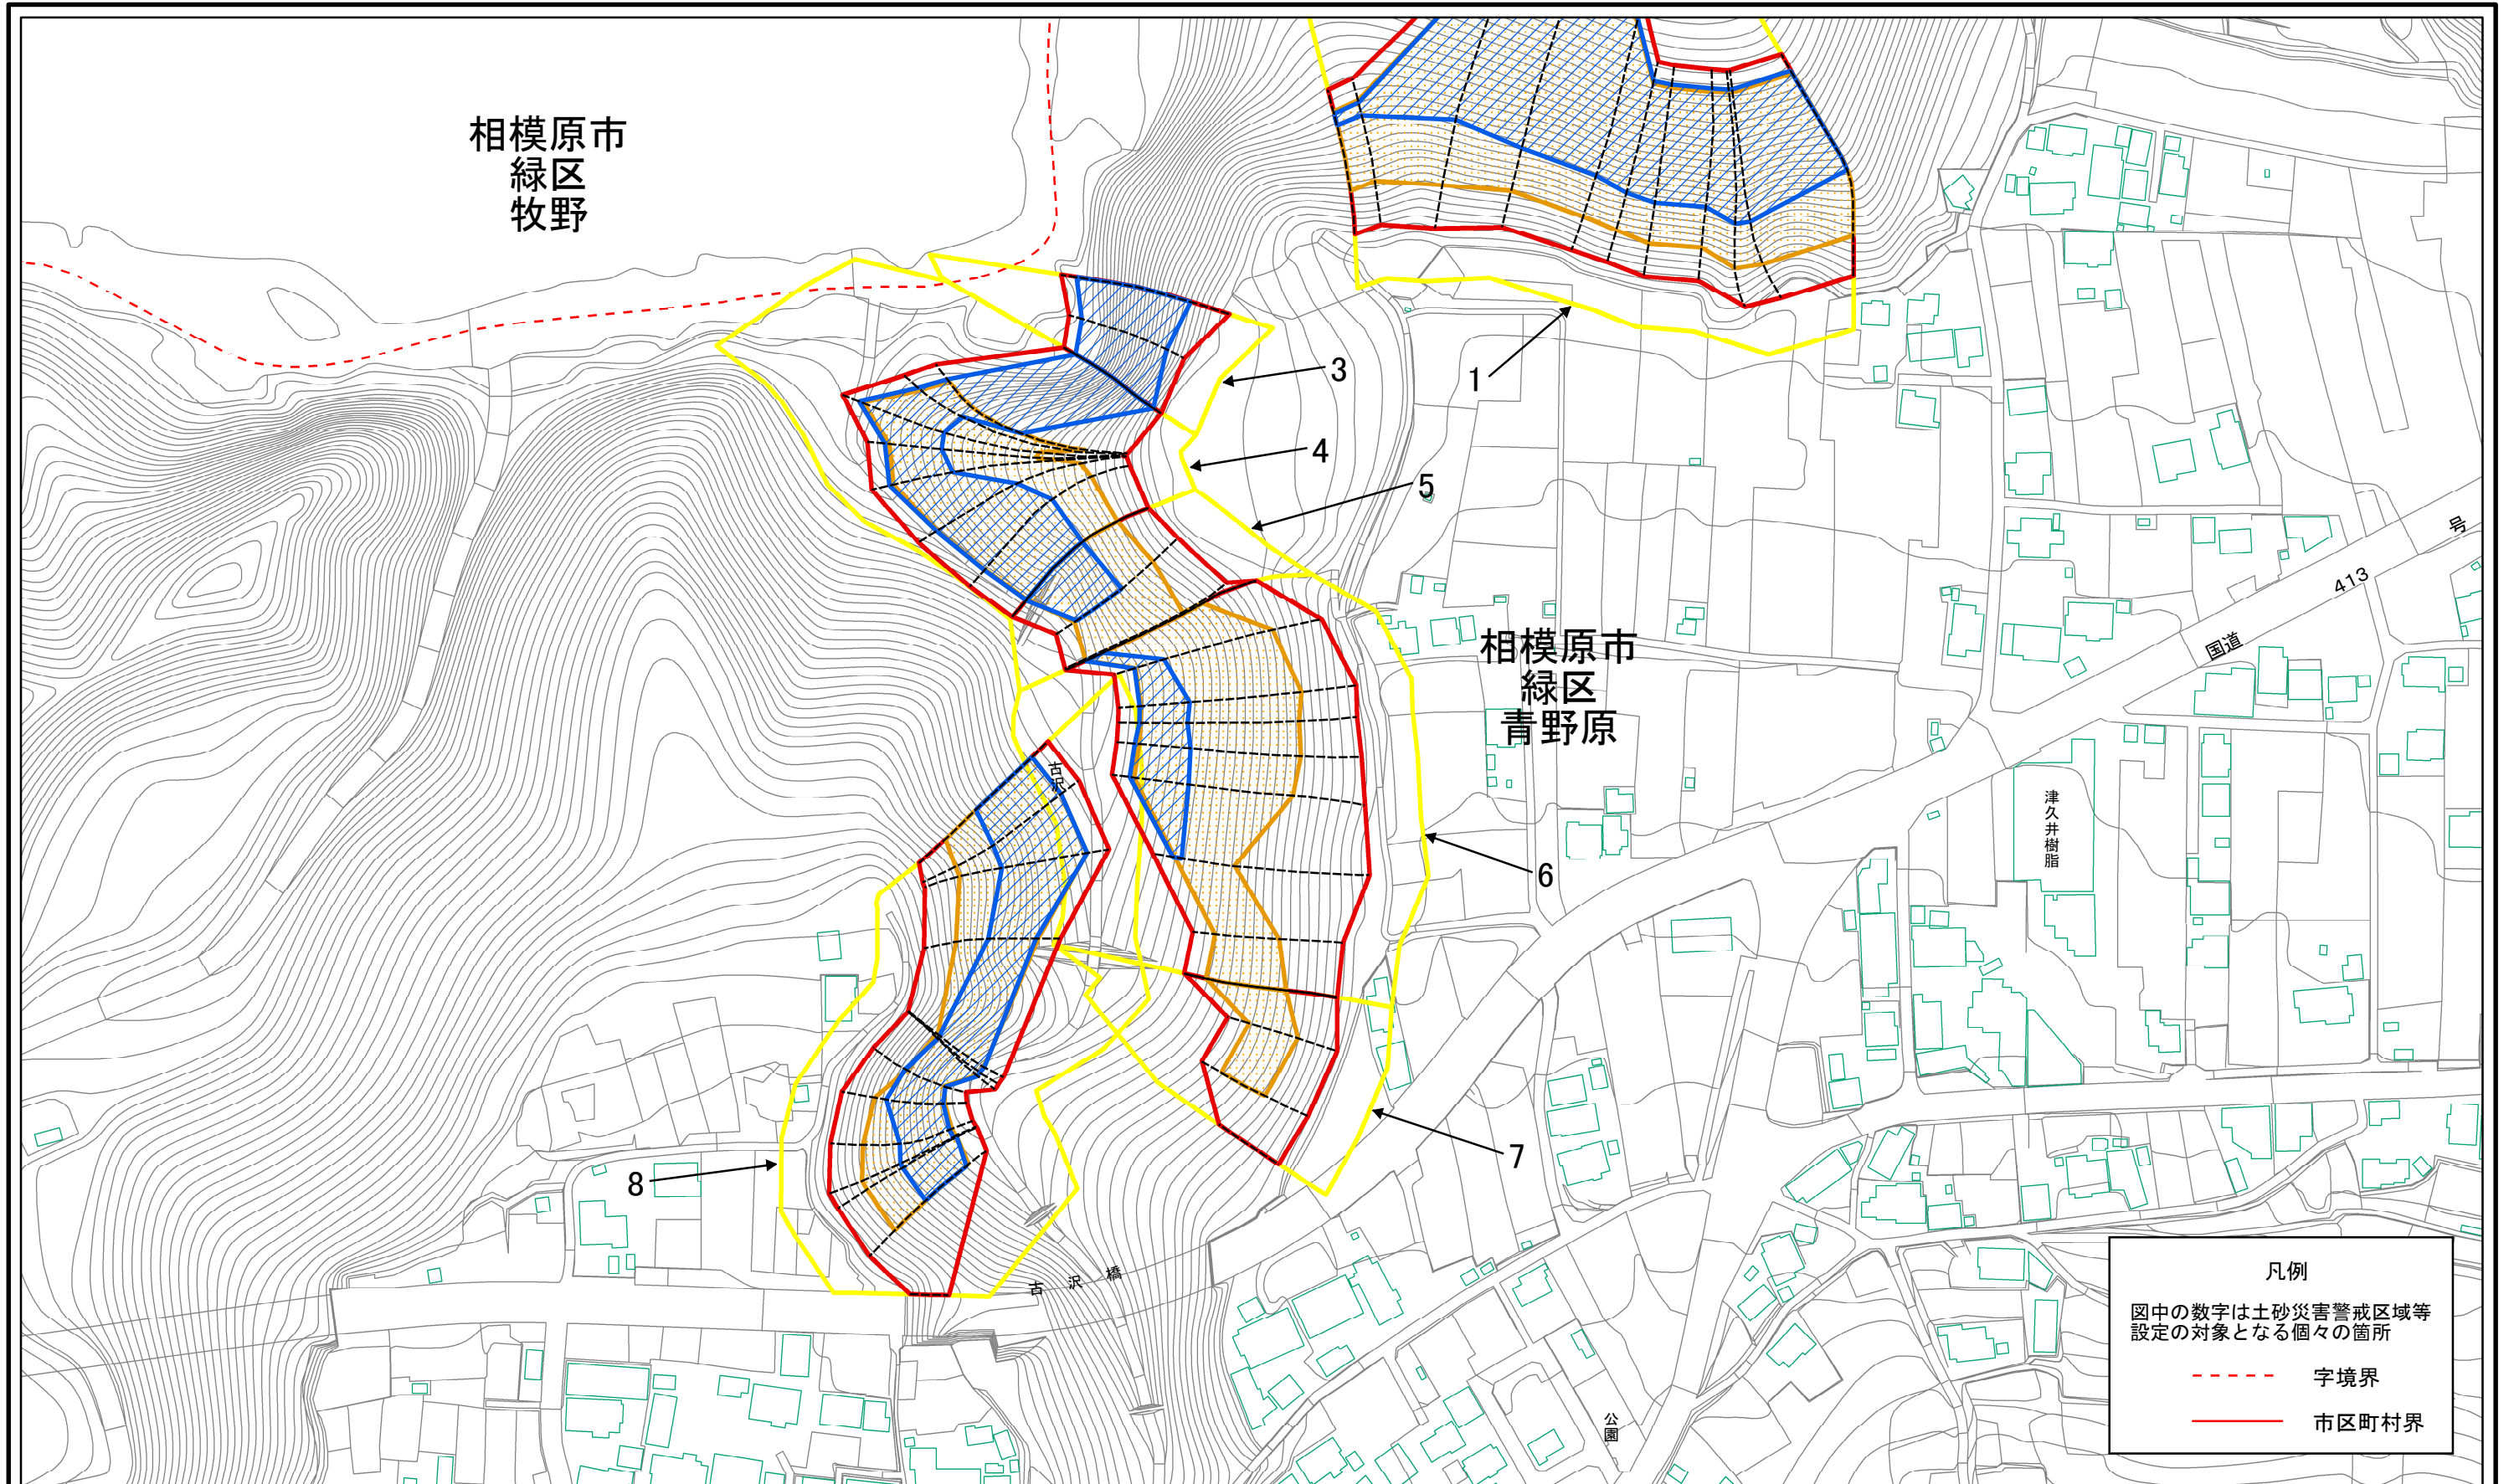 相模原市
緑区
牧野
1
3
4
5
号
413
国道
相模原市
緑区
青野原
古沢
津久井樹脂
6
7
8
古沢橋
公園
凡例
図中の数字は土砂災害警戒区域等
設定の対象となる個々の箇所
字境界
市区町村界